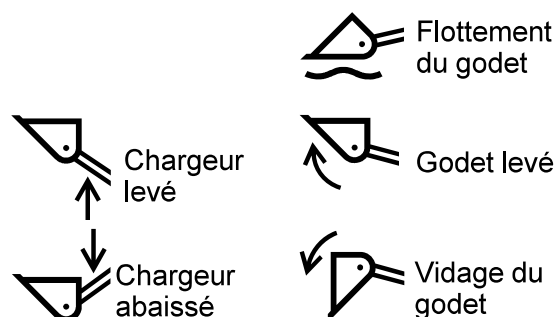 Flottement
du godet
Chargeur
levé
Godet levé
Chargeur
abaissé
Vidage du
godet